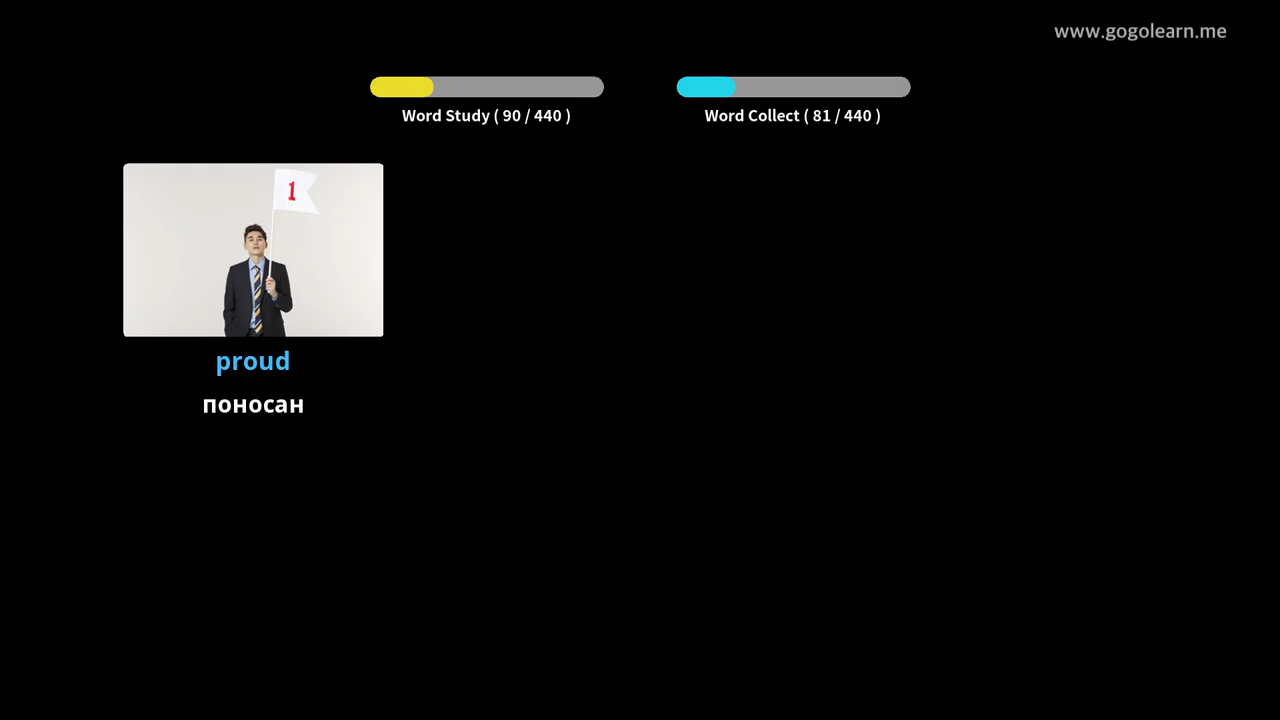 www.gogolearn.me
Word Study ( 90 / 440 )
Word Collect ( 81 / 440 )
1
proud
поносан